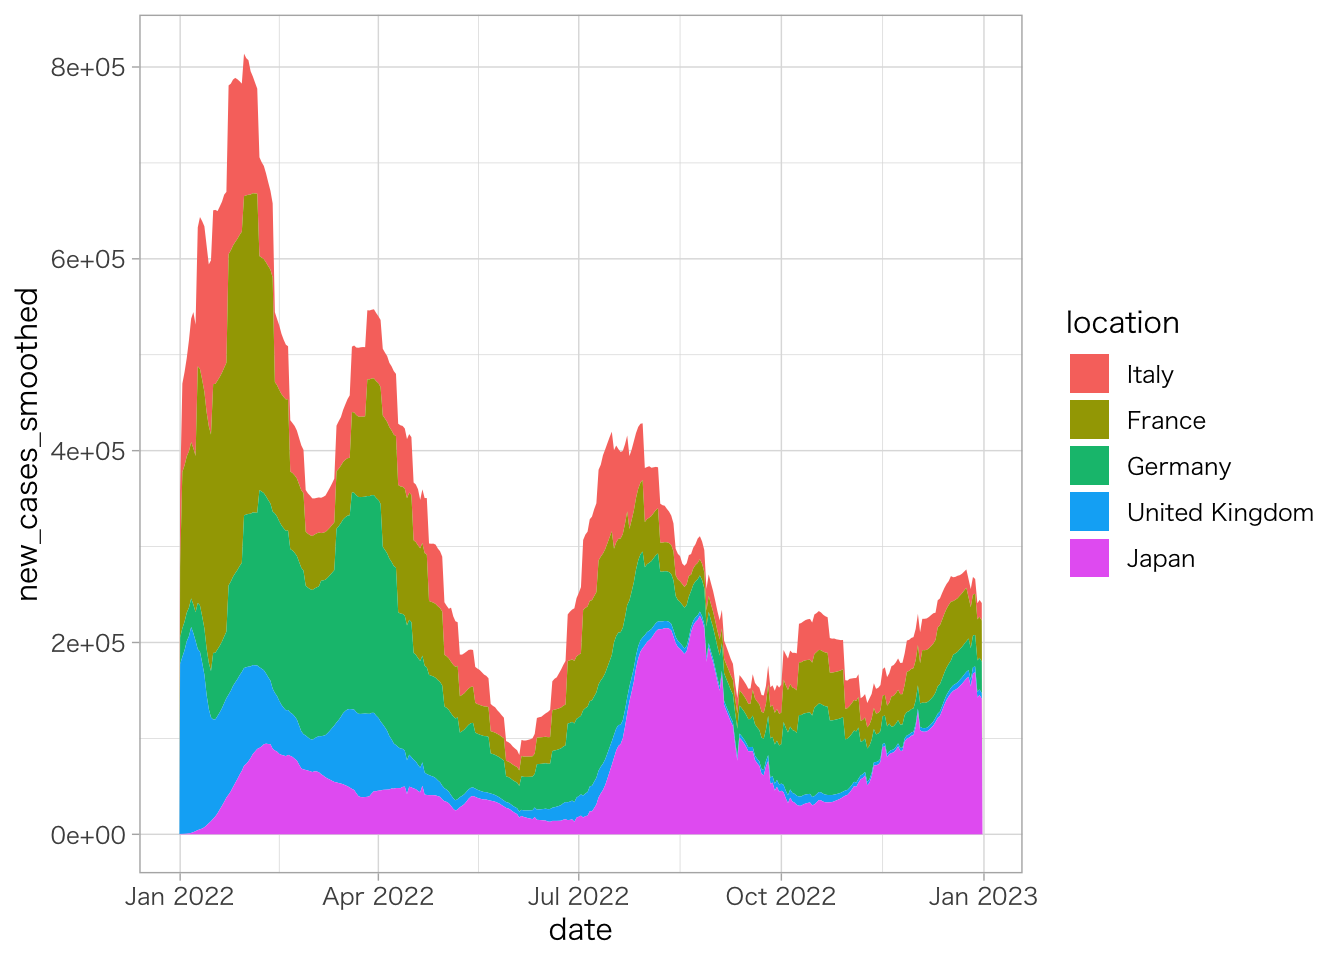 8e+05
6e+05
4e+05
2e+05
0e+00
new_cases_smoothed
Jan 2022
Apr 2022
Jul 2022
Oct 2022
Jan 2023
date
location
Italy
France
Germany
United Kingdom
Japan